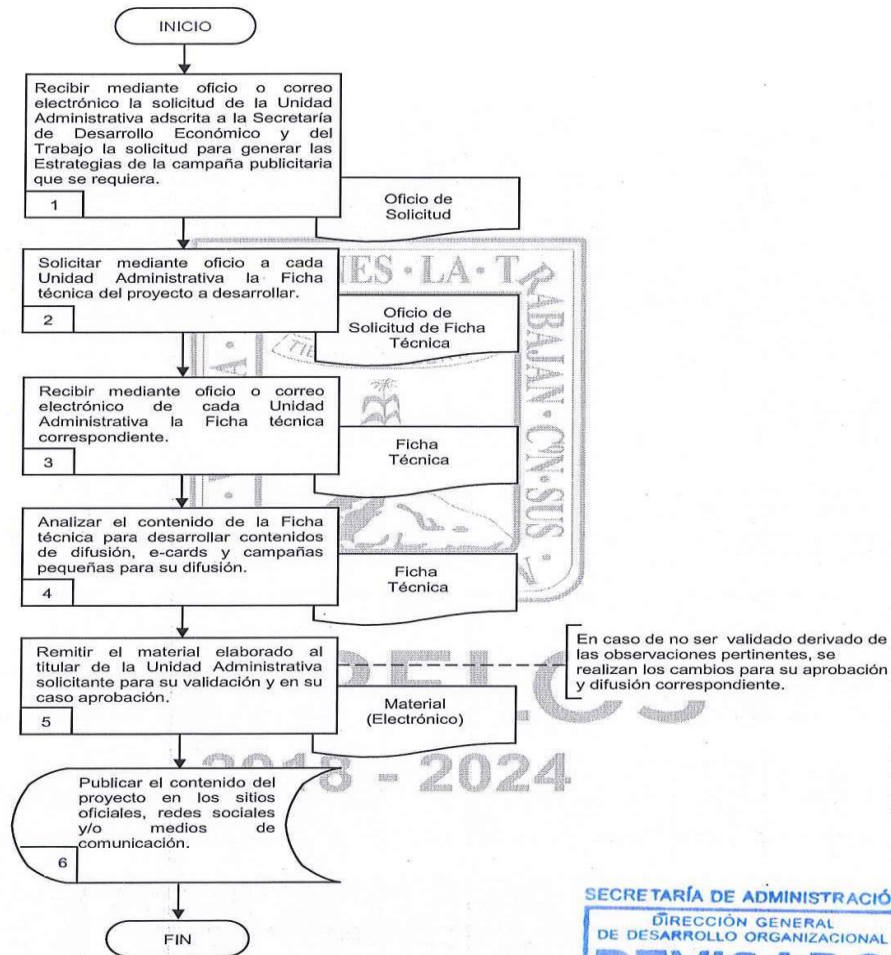 INICIO
Recibir mediante oficio o correo
electrónico la solicitud de la Unidad
Administrativa adscrita a la Secretaría
de Desarrollo Económico y del
Trabajo la solicitud para generar las
Estrategias de la campaña publicitaria
que se requiera.
1
Oficio de
Solicitud
Solicitar mediante oficio a cada
Unidad Administrativa la Ficha
técnica del proyecto a desarrollar.
2
Oficio de
Solicitud de Ficha
Técnica
Recibir mediante oficio o correo
electrónico de cada Unidad
Administrativa la Ficha técnica
correspondiente.
3
Ficha
Técnica
Analizar el contenido de la Ficha
técnica para desarrollar contenidos
de difusión, e-cards y campañas
pequeñas para su difusión.
4
Ficha
Técnica
Remitir el material elaborado al
titular de la Unidad Administrativa
solicitante para su validación y en su
caso aprobación.
5
Material
(Electrónico)
En caso de no ser validado derivado de
las observaciones pertinentes, se
realizan los cambios para su aprobación
y difusión correspondiente.
Publicar el contenido del
proyecto en los sitios
oficiales, redes sociales
y/o medios de
comunicación.
6
FIN
LA · TRABAJAN · CN · SUS
2018 - 2024
SECRETARÍA DE ADMINISTRACIÓ
DIRECCIÓN GENERAL
DE DESARROLLO ORGANIZACIONAL